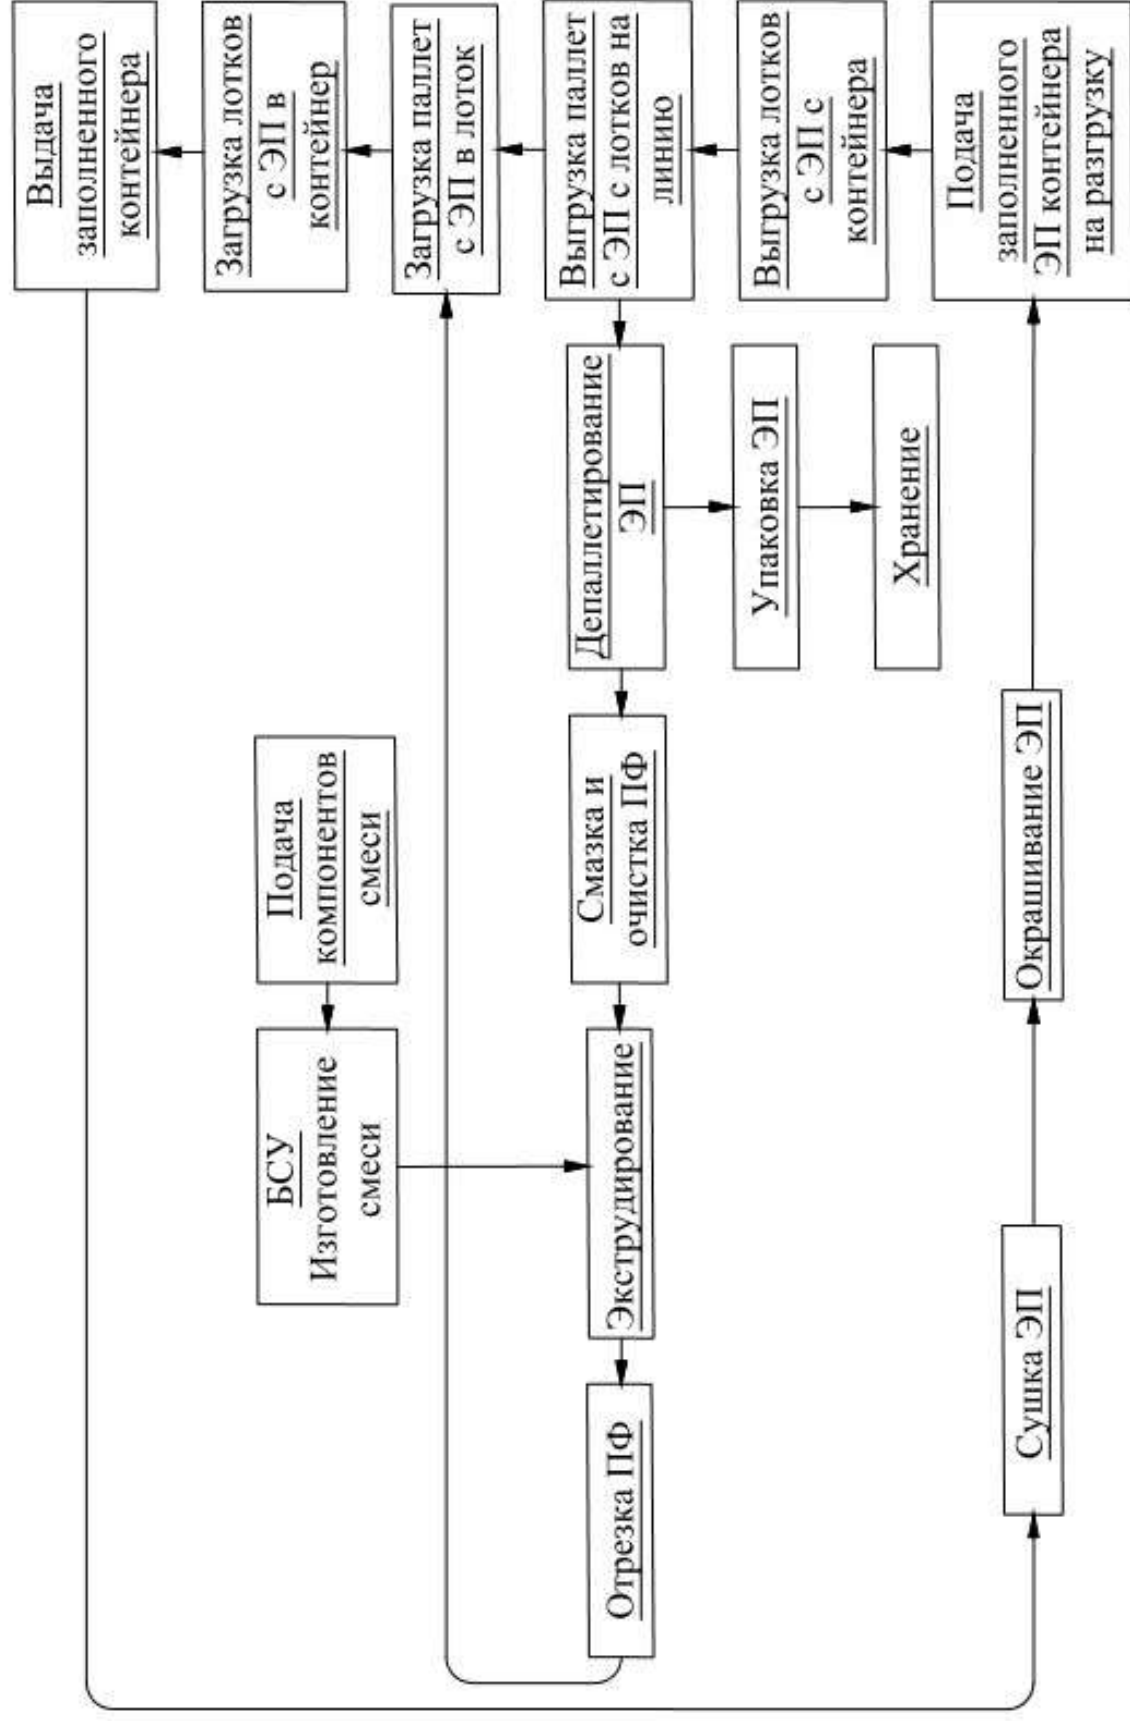 Выдача
заполненного
контейнера
Загрузка лотков
с ЭП в
контейнер
Загрузка паллет
с ЭП в лоток
Выгрузка паллет
с ЭП с лотков на
линию
Выгрузка лотков
с ЭП с
контейнера
Подача
заполненного
ЭП контейнера
на разгрузку
Депаллетирование
ЭП
Упаковка ЭП
Хранение
Подача
компонентов
смеси
Смазка и
очистка ПФ
Окрашивание ЭП
БСУ
Изготовление
смеси
Экструдирование
Сушка ЭП
Отрезка ПФ